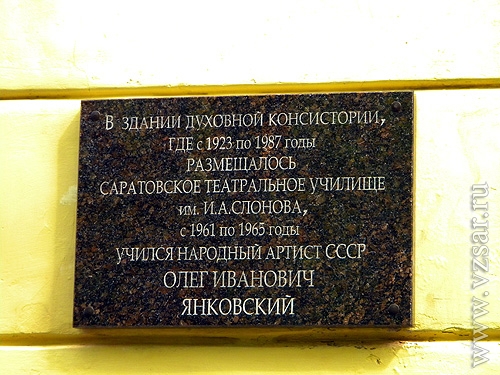 В ЗДАНИИ ДУХОВНОЙ КОНСИСТОРИИ,
ГДЕ с 1923 по 1987 годы
РАЗМЕЩАЛОСЬ
САРАТОВСКОЕ ТЕАТРАЛЬНОЕ УЧИЛИЩЕ
им. И.А.СЛОНОВА,
с 1961 по 1965 годы
УЧИЛСЯ НАРОДНЫЙ АРТИСТ СССР
ОЛЕГ ИВАНОВИЧ
ЯНКОВСКИЙ
© www.vzsar.ru